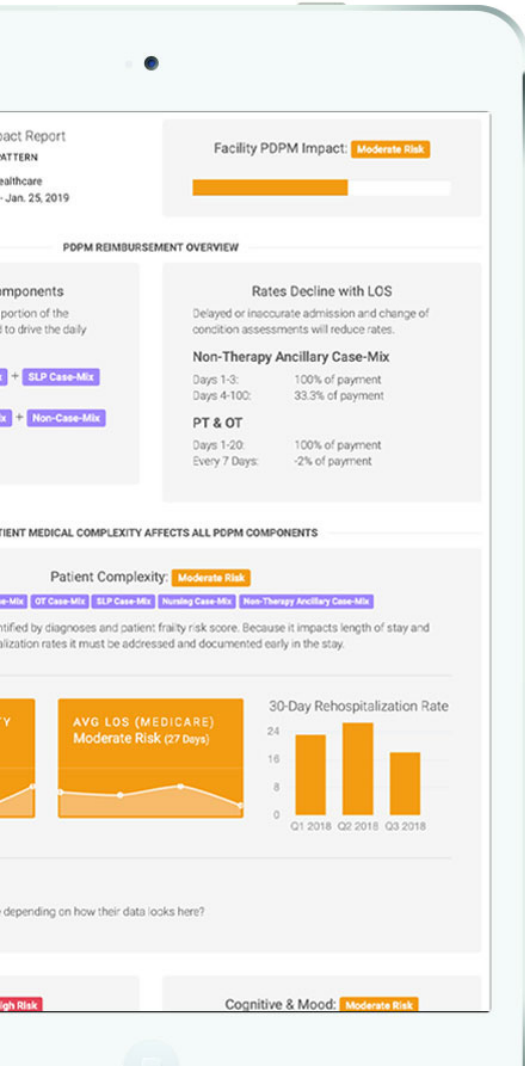 Report
PATTERN
Healthcare
- Jan. 25, 2019
Facility PDPM Impact: Moderate Risk
PDPM REIMBURSEMENT OVERVIEW
portion of the
to drive the daily
+ SLP Case-Mix
+ Non-Case-Mix
Rates Decline with LOS
Delayed or inaccurate admission and change of
condition assessments will reduce rates.
Non-Therapy Ancillary Case-Mix
Days 1-3: 100% of payment
Days 4-100: 33.3% of payment
PT & OT
Days 1-20: 100% of payment
Every 7 Days: -2% of payment
MEDICAL COMPLEXITY AFFECTS ALL PDPM COMPONENTS
Patient Complexity: Moderate Risk
OT Case-Mix SLP Case-Mix Nursing Case-Mix Non-Therapy Ancillary Case-Mix
by diagnoses and patient frailty risk score. Because it impacts length of stay and
rates it must be addressed and documented early in the stay.
AVG LOS (MEDICARE)
Moderate Risk (27 Days)
30-Day Rehospitalization Rate
24
16
8
0
Q1 2018 Q2 2018 Q3 2018
depending on how their data looks here?
High Risk
Cognitive & Mood: Moderate Risk